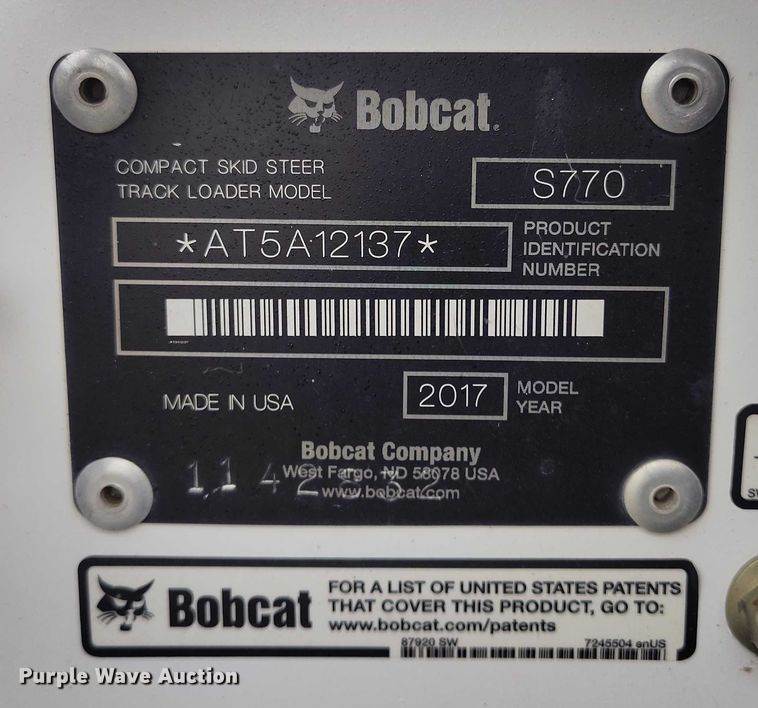 Bobcat®
COMPACT SKID STEER
TRACK LOADER MODEL
S770
*AT5A12137*
PRODUCT
IDENTIFICATION
NUMBER
MADE IN USA
2017
MODEL
YEAR
Bobcat Company
West Fargo, ND 58078 USA
www.bobcat.com
Bobcat
FOR A LIST OF UNITED STATES PATENTS
THAT COVER THIS PRODUCT, GO TO:
www.bobcat.com/patents
87920 SW
7245504 enUS
Purple Wave Auction